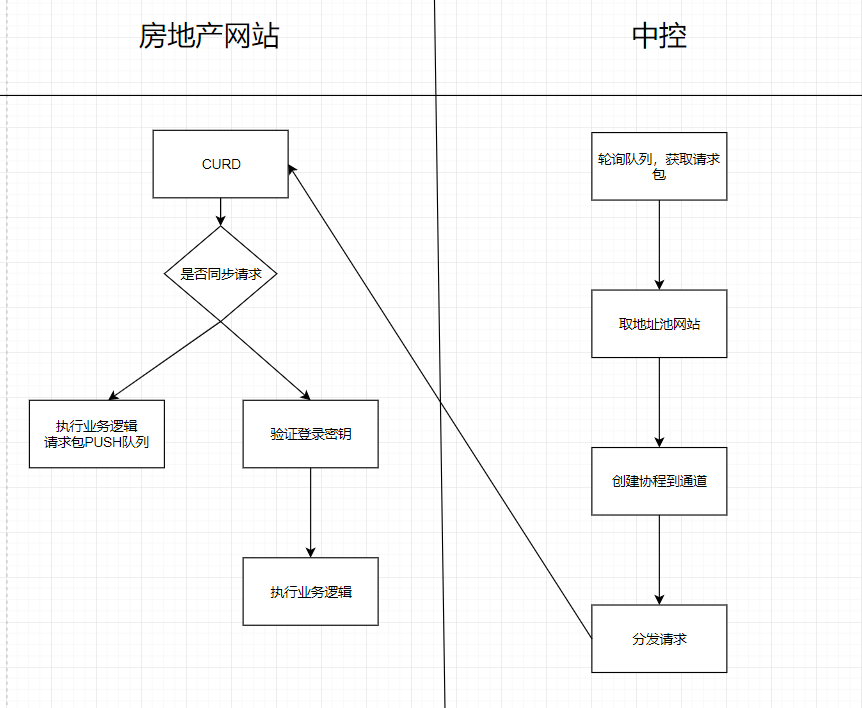 房地产网站
中控
CURD
是否同步请求
执行业务逻辑
请求包PUSH队列
验证登录密钥
执行业务逻辑
轮询队列，获取请求
包
取地址池网站
创建协程到通道
分发请求